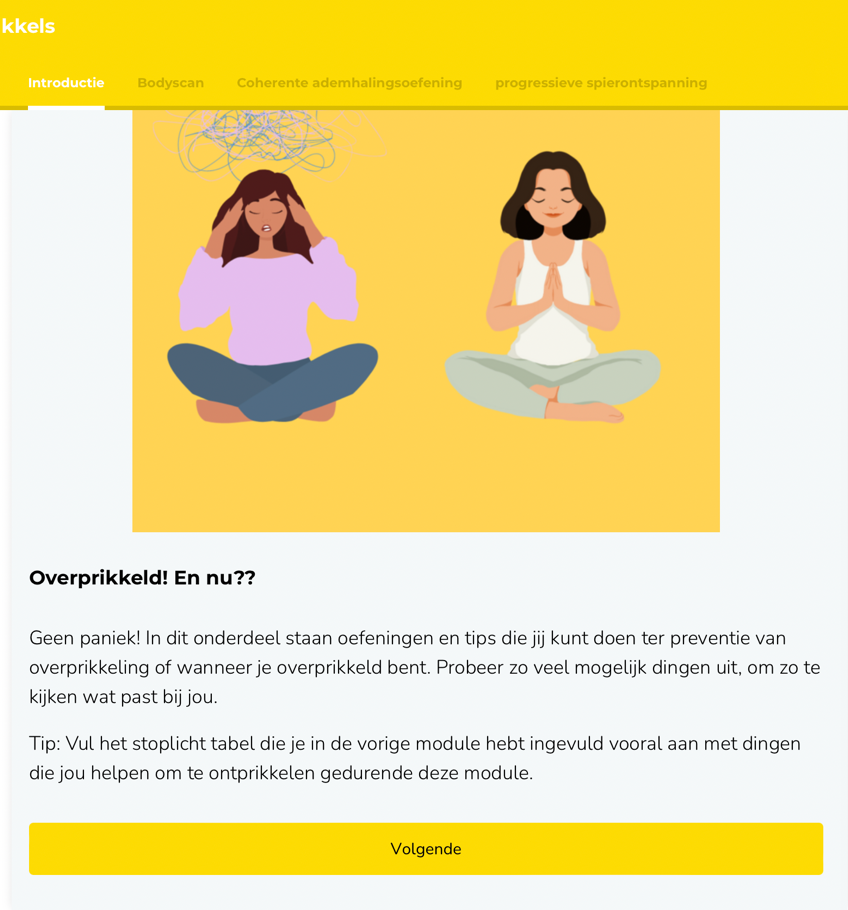 kkels
Introductie Bodyscan Coherente ademhalingsoefening progressieve spierontspanning
Overprikkeld! En nu??
Geen paniek! In dit onderdeel staan oefeningen en tips die jij kunt doen ter preventie van
overprikkeling of wanneer je overprikkeld bent. Probeer zo veel mogelijk dingen uit, om zo te
kijken wat past bij jou.
Tip: Vul het stoplicht tabel die je in de vorige module hebt ingevuld vooral aan met dingen
die jou helpen om te ontprikkelen gedurende deze module.
Volgende